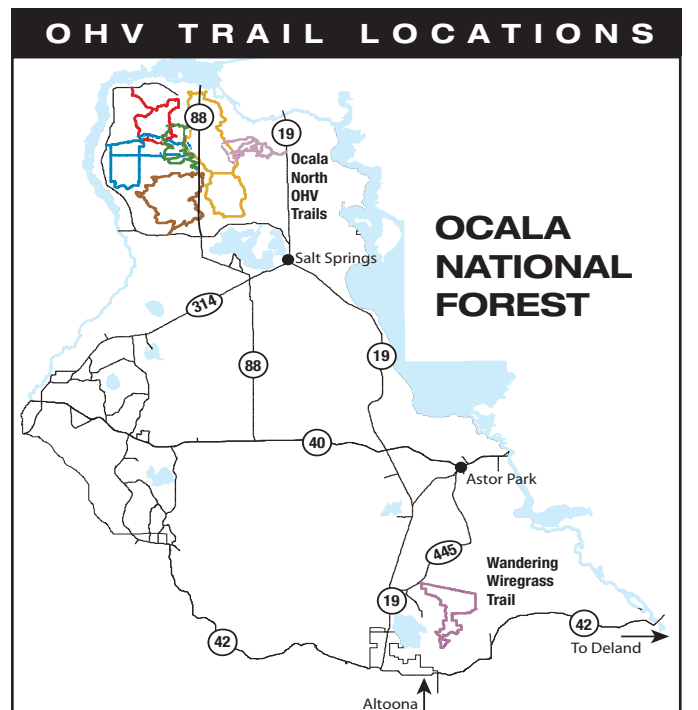 OHV TRAIL LOCATIONS
88
19
Ocala
North
OHV
Trails
OCALA
NATIONAL
FOREST
Salt Springs
314
19
88
40
Astor Park
445
Wandering
Wiregrass
Trail
19
42
42
To Deland
Altoona